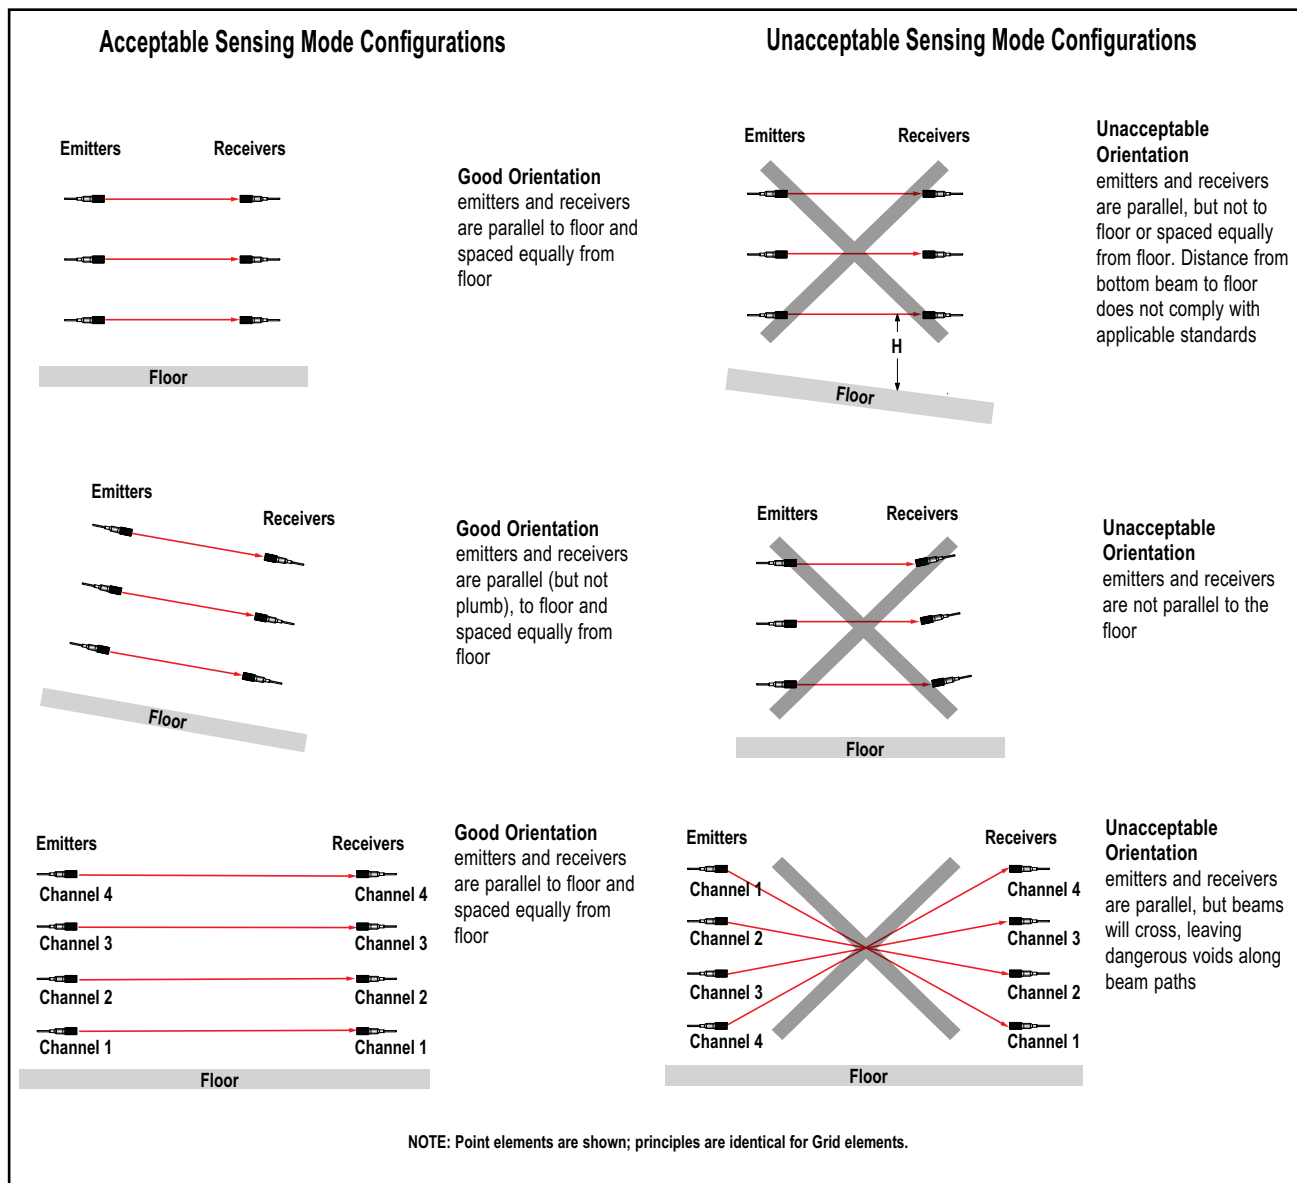 Acceptable Sensing Mode Configurations
Unacceptable Sensing Mode Configurations
Emitters
Receivers
Good Orientation
emitters and receivers
are parallel to floor and
spaced equally from
floor
Floor
Emitters
Receivers
H
Floor
Unacceptable
Orientation
emitters and receivers
are parallel, but not to
floor or spaced equally
from floor. Distance from
bottom beam to floor
does not comply with
applicable standards
Emitters
Receivers
Floor
Good Orientation
emitters and receivers
are parallel (but not
plumb), to floor and
spaced equally from
floor
Emitters
Receivers
Floor
Unacceptable
Orientation
emitters and receivers
are not parallel to the
floor
Emitters
Receivers
Channel 4
Channel 4
Channel 3
Channel 3
Channel 2
Channel 2
Channel 1
Channel 1
Floor
Good Orientation
emitters and receivers
are parallel to floor and
spaced equally from
floor
Emitters
Receivers
Channel 1
Channel 4
Channel 2
Channel 3
Channel 3
Channel 2
Channel 4
Channel 1
Floor
Unacceptable
Orientation
emitters and receivers
are parallel, but beams
will cross, leaving
dangerous voids along
beam paths
NOTE: Point elements are shown; principles are identical for Grid elements.